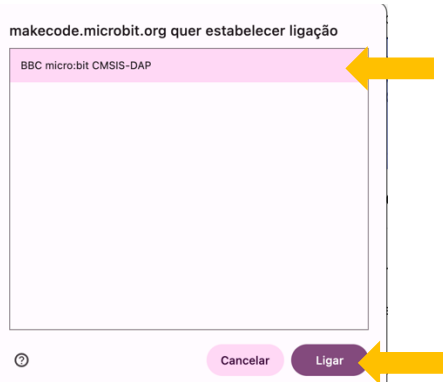 makecode.microbit.org quer estabelecer ligação
BBC micro:bit CMSIS-DAP
Cancelar
Ligar